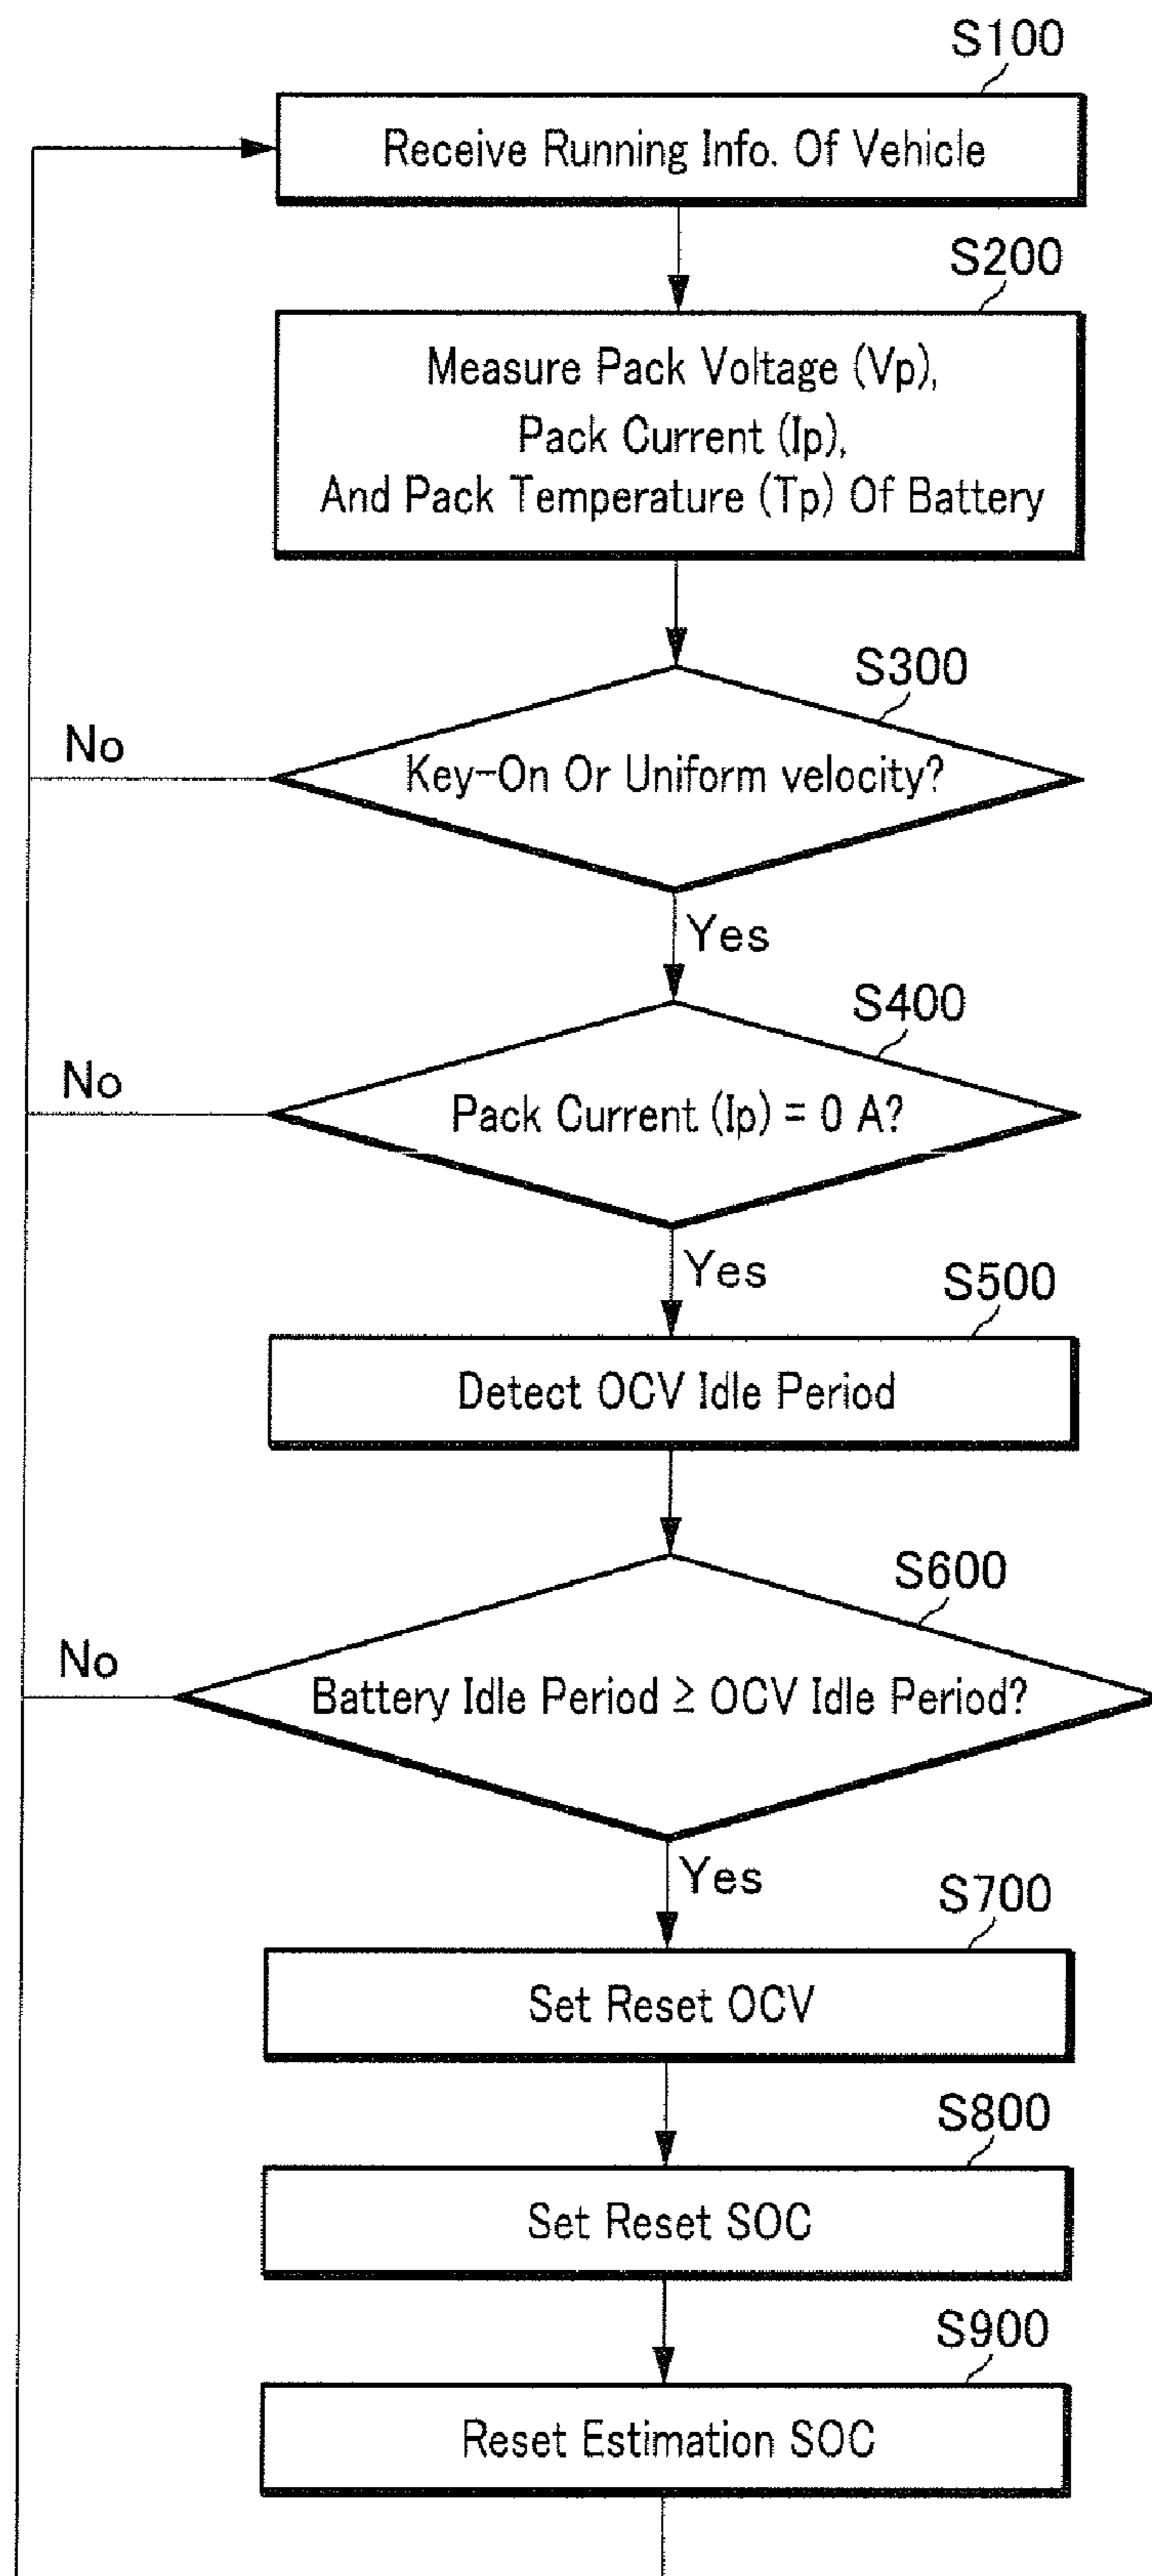 S100
Receive Running Info. Of Vehicle
S200
Measure Pack Voltage (Vp),
Pack Current (Ip),
And Pack Temperature (Tp) Of Battery
S300
No
Key-On Or Uniform velocity?
Yes
S400
No
Pack Current (Ip) = 0 A?
Yes
S500
Detect OCV Idle Period
S600
No
Battery Idle Period ≥ OCV Idle Period?
Yes
S700
Set Reset OCV
S800
Set Reset SOC
S900
Reset Estimation SOC